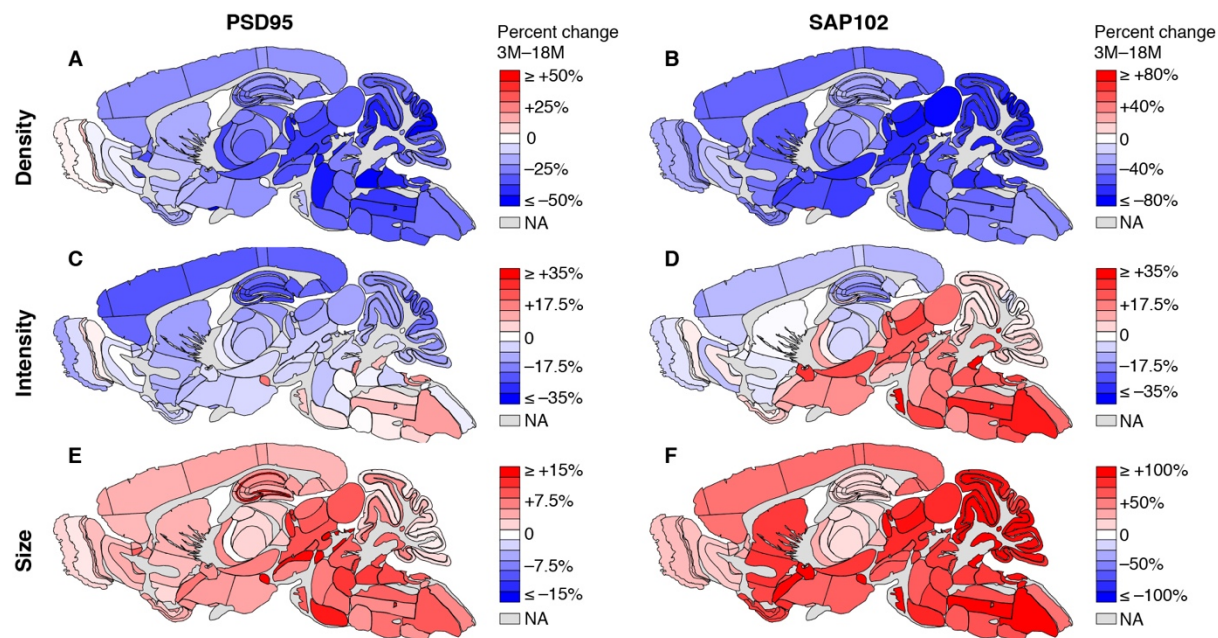 PSD95
SAP102
A
Percent change
3M–18M
≥ +50%
+25%
0
–25%
≤ –50%
NA
B
Percent change
3M–18M
≥ +80%
+40%
0
–40%
≤ –80%
NA
Density
C
≥ +35%
+17.5%
0
–17.5%
≤ –35%
NA
D
≥ +35%
+17.5%
0
–17.5%
≤ –35%
NA
Intensity
E
≥ +15%
+7.5%
0
–7.5%
≤ –15%
NA
F
≥ +100%
+50%
0
–50%
≤ –100%
NA
Size